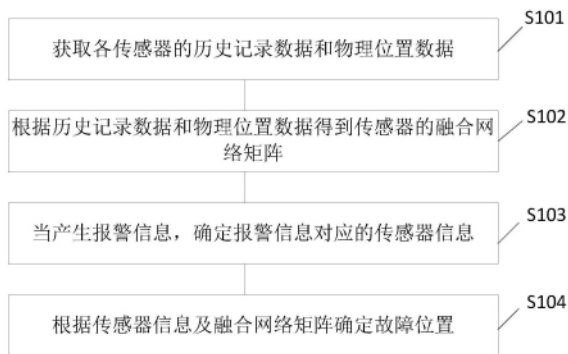 S101
获取各传感器的历史记录数据和物理位置数据
S102
根据历史记录数据和物理位置数据得到传感器的融合网
络矩阵
S103
当产生报警信息，确定报警信息对应的传感器信息
S104
根据传感器信息及融合网络矩阵确定故障位置